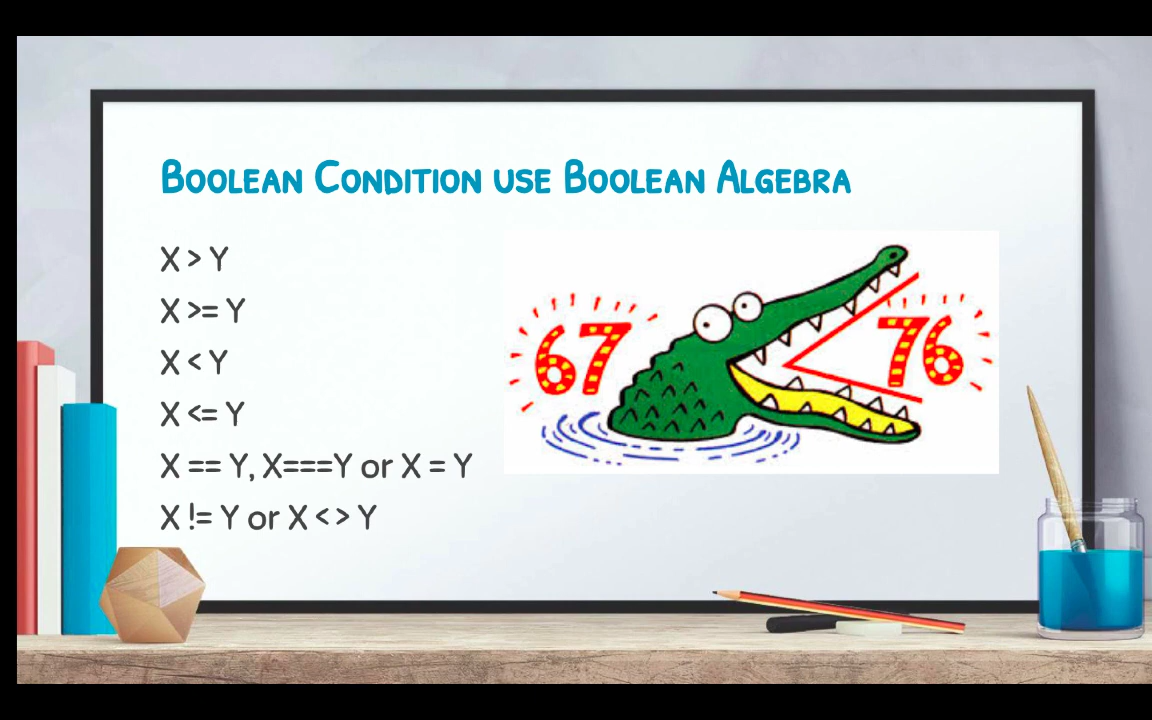 Boolean Condition use Boolean Algebra
X > Y
X >= Y
X < Y
X <= Y
X == Y, X===Y or X = Y
X != Y or X < > Y
67 < 76